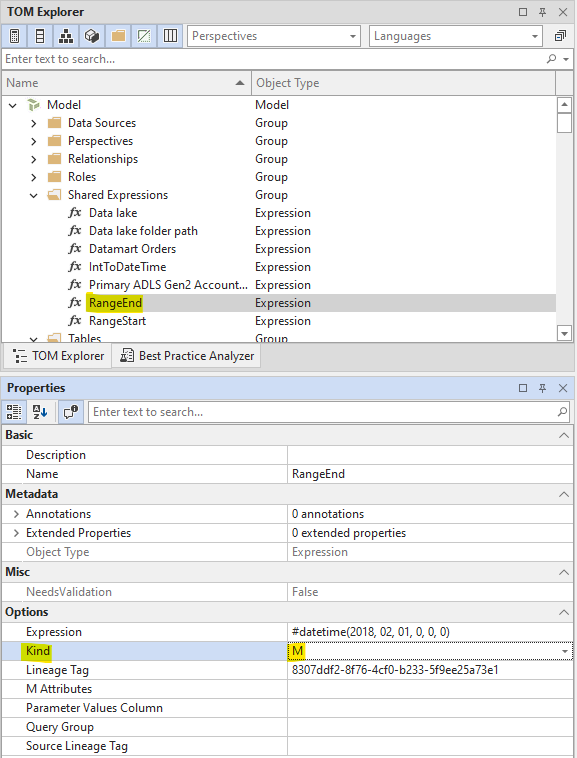 TOM Explorer
Perspectives
Languages
Enter text to search...
Name Object Type
Model Model
Data Sources Group
Perspectives Group
Relationships Group
Roles Group
Shared Expressions Group
fx Data lake Expression
fx Data lake folder path Expression
fx Datamart Orders Expression
fx IntToDateTime Expression
fx Primary ADLS Gen2 Account... Expression
fx RangeEnd Expression
fx RangeStart Expression
Tables Group
TOM Explorer Best Practice Analyzer
Properties
Enter text to search...
Basic
Description
Name RangeEnd
Metadata
Annotations 0 annotations
Extended Properties 0 extended properties
Object Type Expression
Misc
NeedsValidation False
Options
Expression #datetime(2018, 02, 01, 0, 0, 0)
Kind M
Lineage Tag 8307ddf2-8f76-4cf0-b233-5f9ee25a73e1
M Attributes
Parameter Values Column
Query Group
Source Lineage Tag